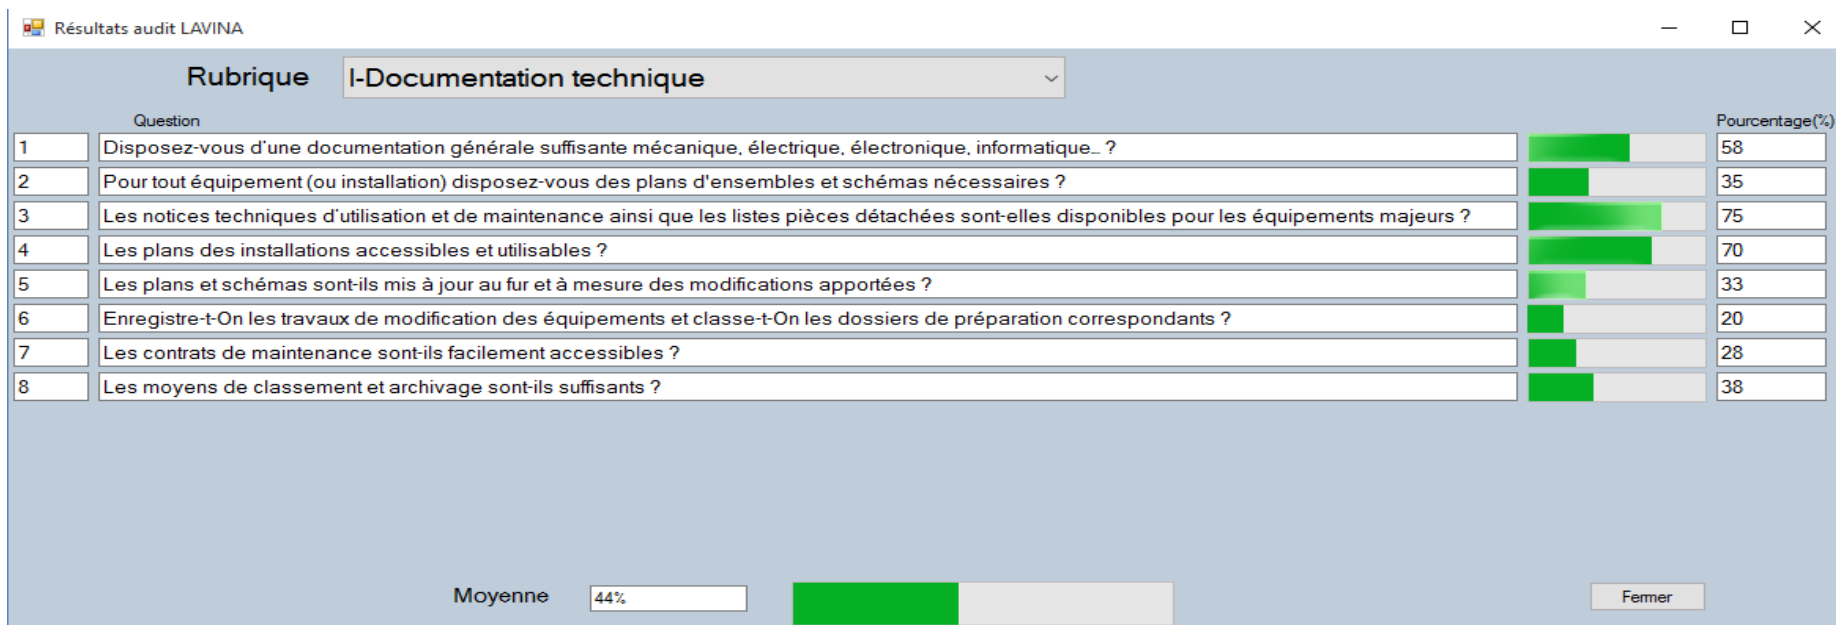 Résultats audit LAVINA
Rubrique I-Documentation technique
Question Pourcentage(%)
1 Disposez-vous d'une documentation générale suffisante mécanique, électrique, électronique, informatique… ? 58
2 Pour tout équipement (ou installation) disposez-vous des plans d'ensembles et schémas nécessaires ? 35
3 Les notices techniques d'utilisation et de maintenance ainsi que les listes pièces détachées sont-elles disponibles pour les équipements majeurs ? 75
4 Les plans des installations accessibles et utilisables ? 70
5 Les plans et schémas sont-ils mis à jour au fur et à mesure des modifications apportées ? 33
6 Enregistre-t-On les travaux de modification des équipements et classe-t-On les dossiers de préparation correspondants ? 20
7 Les contrats de maintenance sont-ils facilement accessibles ? 28
8 Les moyens de classement et archivage sont-ils suffisants ? 38
Moyenne 44% Fermer